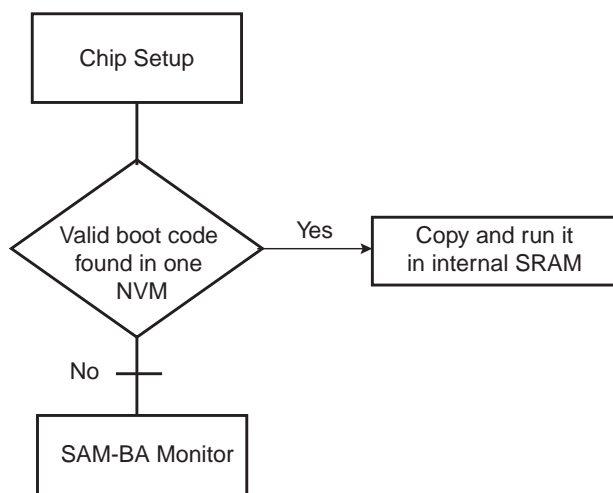 Chip Setup
Valid boot code
found in one
NVM
Yes
Copy and run it
in internal SRAM
No
SAM-BA Monitor